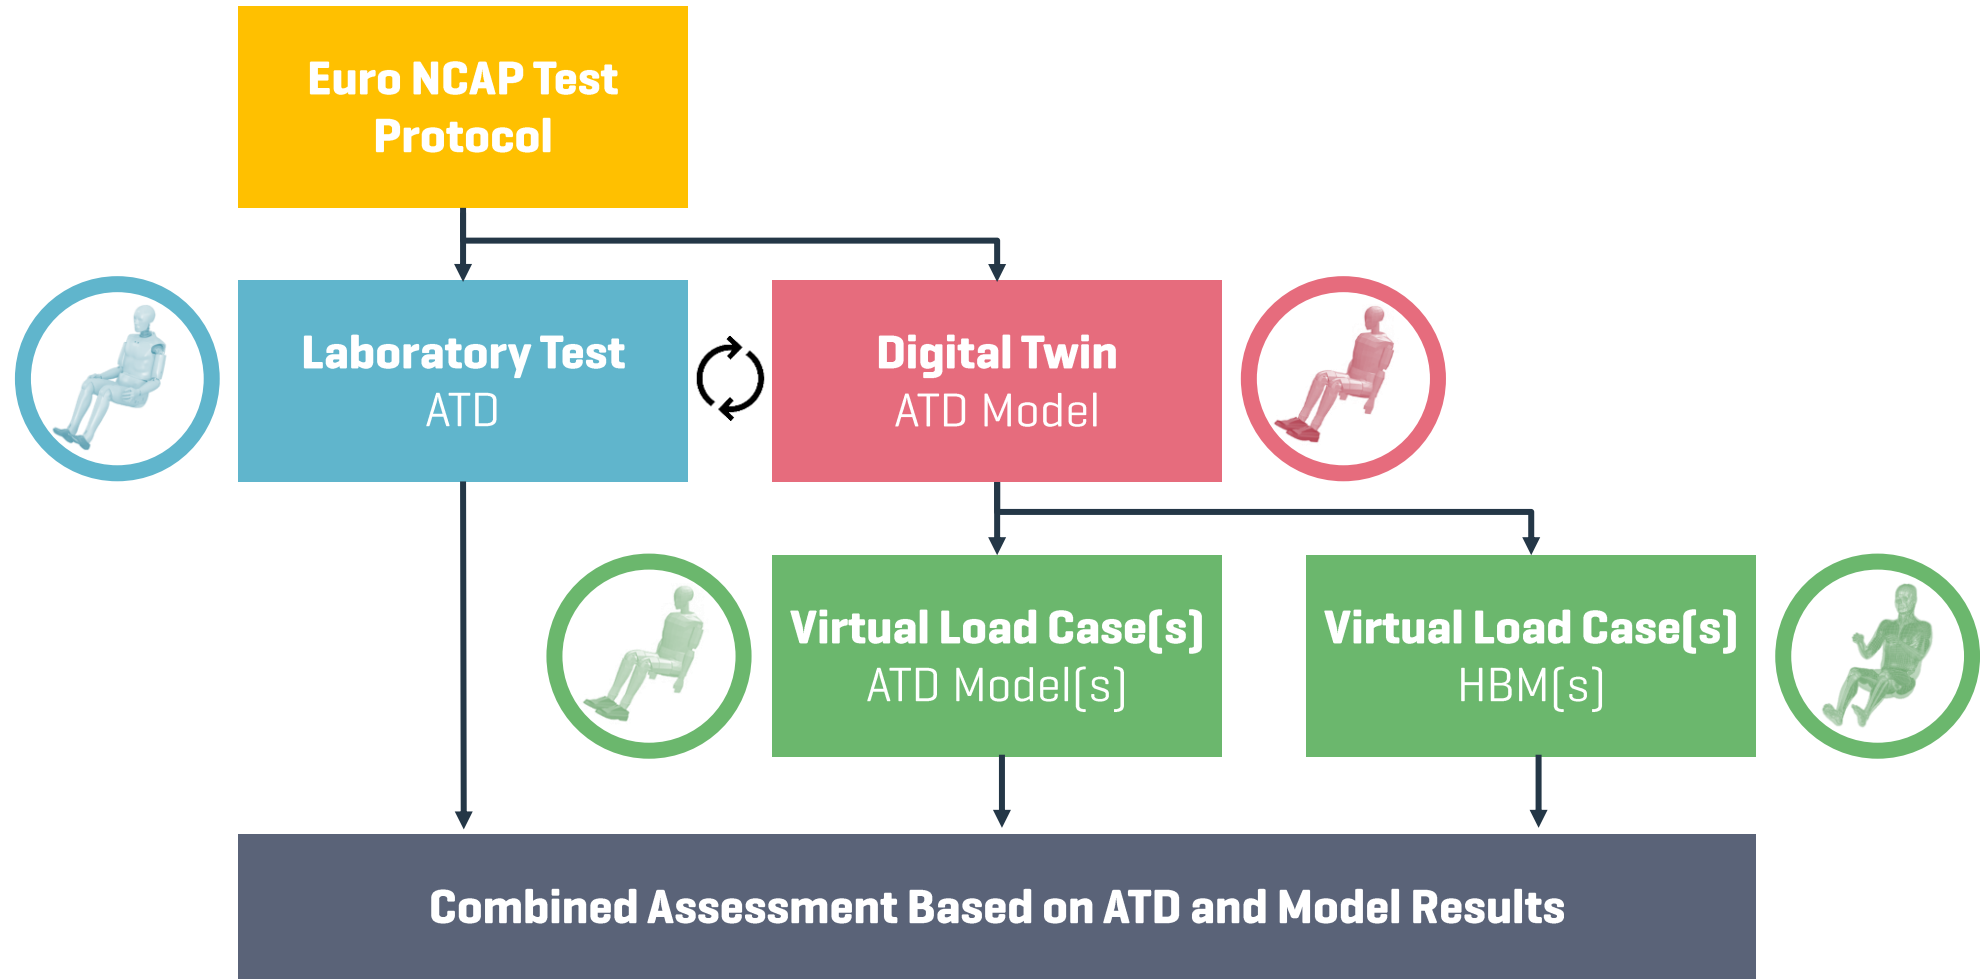 Euro NCAP Test
Protocol
Laboratory Test
ATD
Digital Twin
ATD Model
Virtual Load Case(s)
ATD Model(s)
Virtual Load Case(s)
HBM(s)
Combined Assessment Based on ATD and Model Results